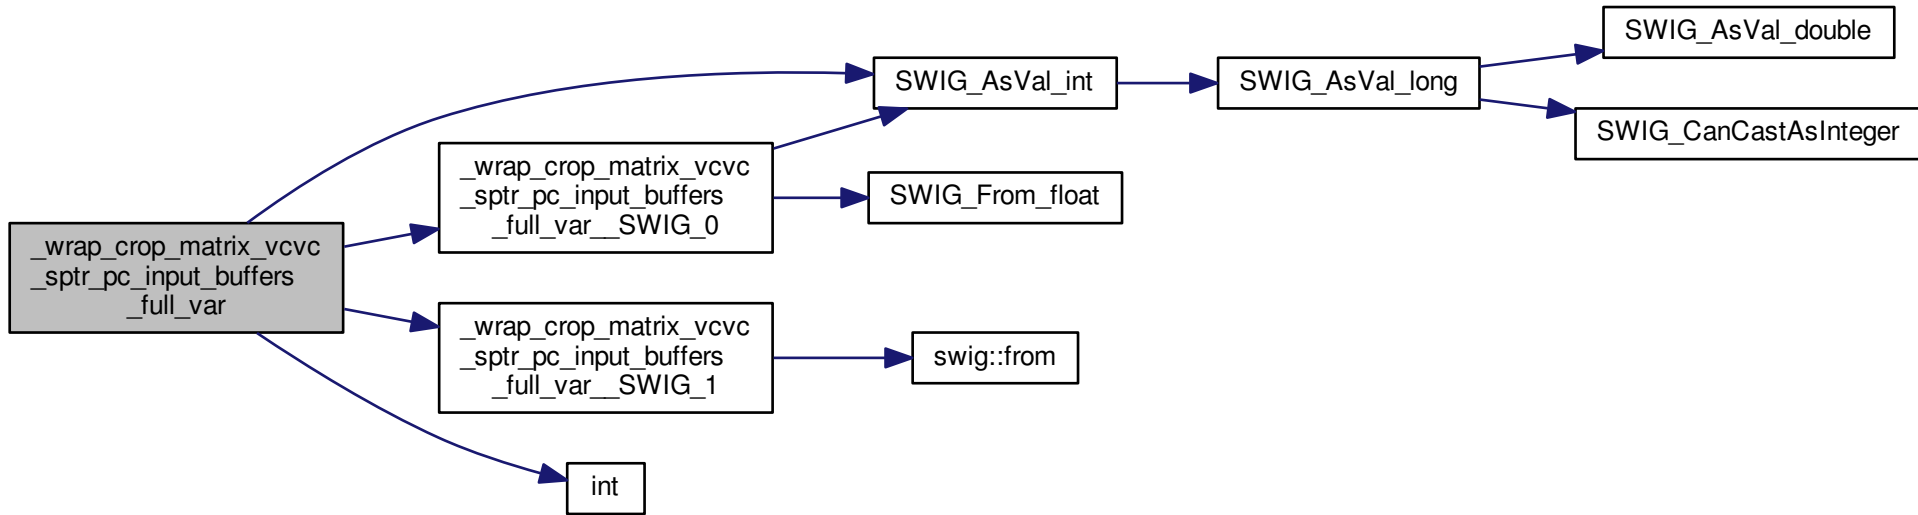 SWIG_AsVal_double
SWIG_AsVal_int
SWIG_AsVal_long
SWIG_CanCastAsInteger
_wrap_crop_matrix_vcvc
_sptr_pc_input_buffers
_full_var__SWIG_0
SWIG_From_float
_wrap_crop_matrix_vcvc
_sptr_pc_input_buffers
_full_var
_wrap_crop_matrix_vcvc
_sptr_pc_input_buffers
_full_var__SWIG_1
swig::from
int